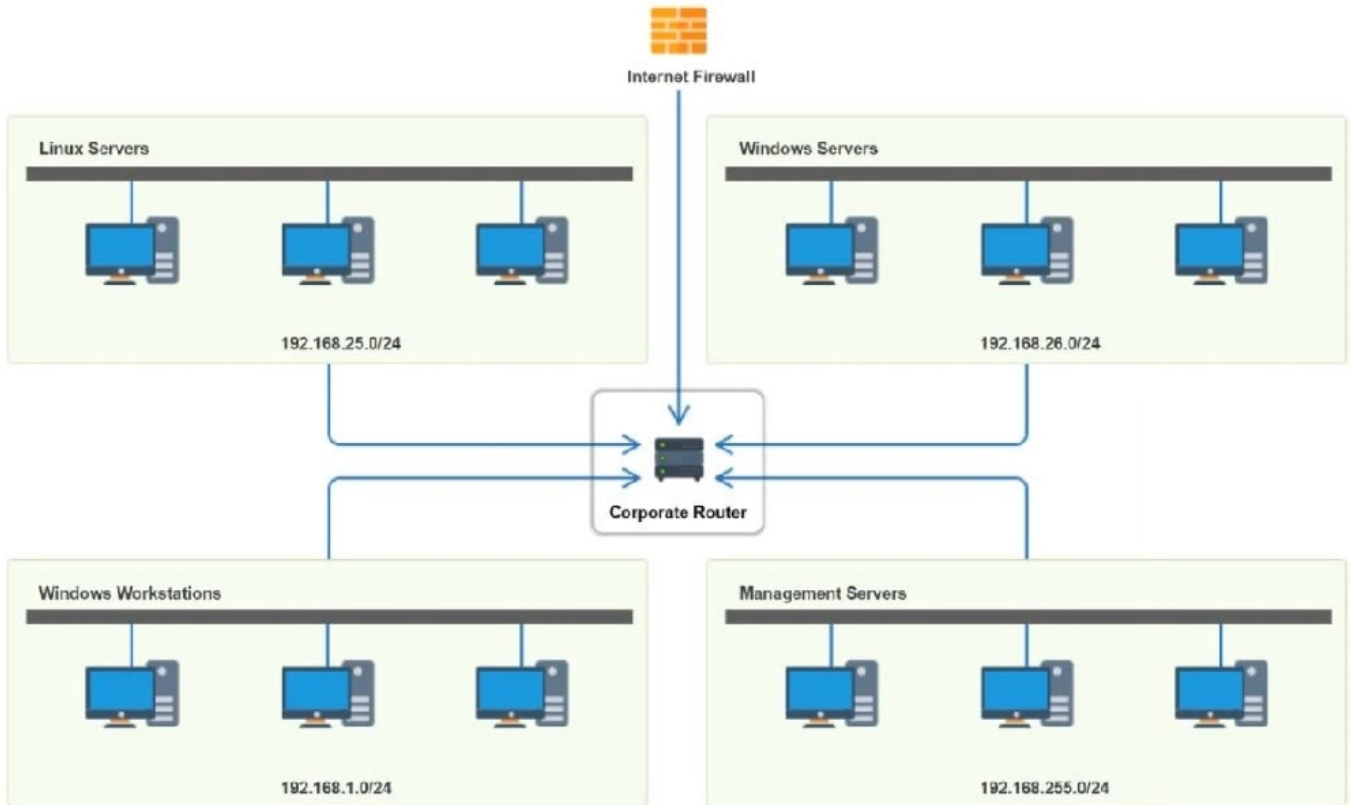 Internet Firewall
Linux Servers
192.168.25.0/24
Windows Servers
192.168.26.0/24
Corporate Router
Windows Workstations
192.168.1.0/24
Management Servers
192.168.255.0/24